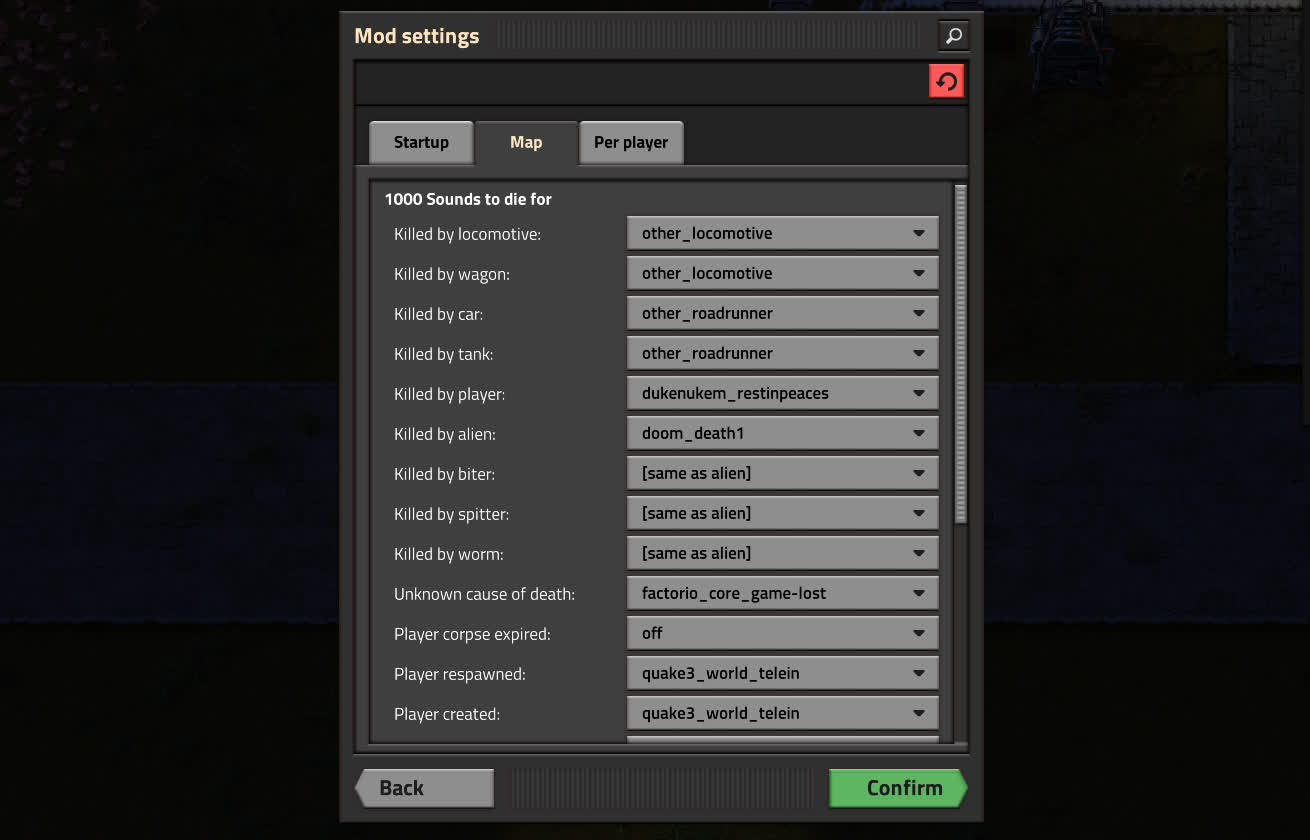 Mod settings
Startup Map Per player
1000 Sounds to die for
Killed by locomotive: other_locomotive
Killed by wagon: other_locomotive
Killed by car: other_roadrunner
Killed by tank: other_roadrunner
Killed by player: dukenukem_restinpeaces
Killed by alien: doom_death1
Killed by biter: [same as alien]
Killed by spitter: [same as alien]
Killed by worm: [same as alien]
Unknown cause of death: factorio_core_game-lost
Player corpse expired: off
Player respawned: quake3_world_telein
Player created: quake3_world_telein
Back Confirm